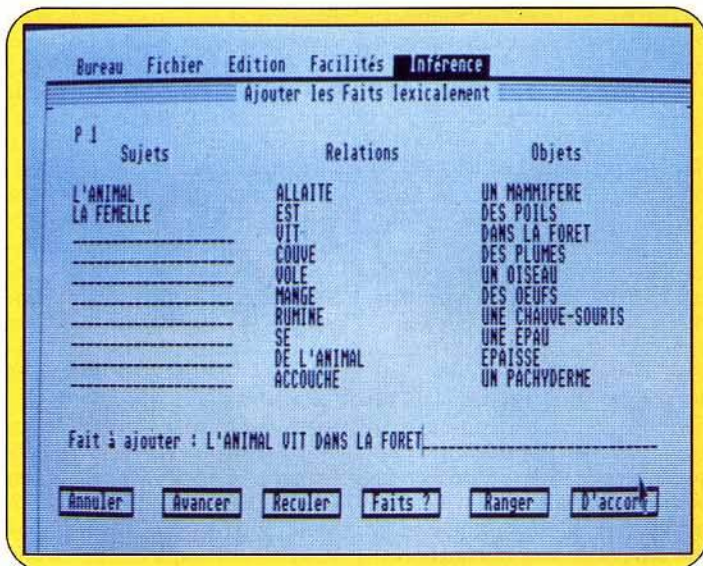 Bureau Fichier Edition Facilités Inférence
Ajouter les Faits lexicalement
P 1
Sujets Relations Objets
L'ANIMAL ALLAITE UN MAMMIFERE
LA FEMELLE EST DES POILS
VIT DANS LA FORET
COUVE DES PLUMES
VOLE UN OISEAU
MANGE DES OEUFS
RUMINE UNE CHAUVE-SOURIS
SE UNE EPAU
DE L'ANIMAL EPAISSE
ACCOUCHE UN PACHYDERME
Fait à ajouter : L'ANIMAL VIT DANS LA FORET
Annuler Avancer Reculer Faits ? Ranger D'accord